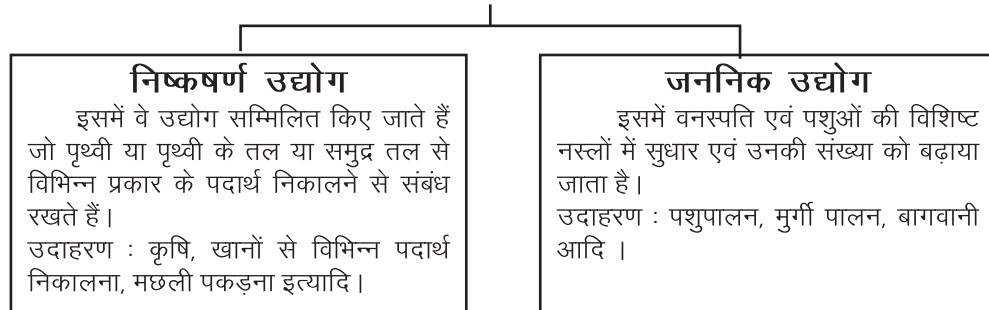 निष्कषर्ण उद्योग
इसमें वे उद्योग सम्मिलित किए जाते हैं
जो पृथ्वी या पृथ्वी के तल या समुद्र तल से
विभिन्न प्रकार के पदार्थ निकालने से संबंध
रखते हैं।
उदाहरण : कृषि, खानों से विभिन्न पदार्थ
निकालना, मछली पकड़ना इत्यादि।
जननिक उद्योग
इसमें वनस्पति एवं पशुओं की विशिष्ट
नस्लों में सुधार एवं उनकी संख्या को बढ़ाया
जाता है।
उदाहरण : पशुपालन, मुर्गी पालन, बागवानी
आदि ।